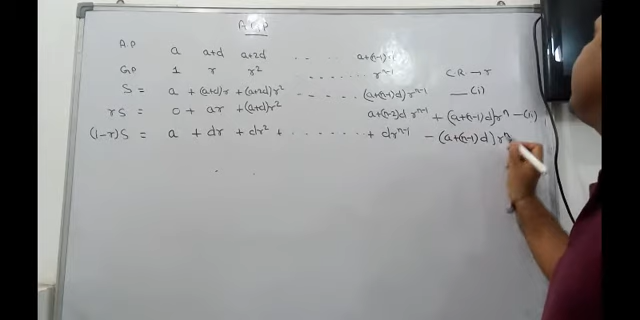 A.G.P
A.P a a+d a+2d .. .. a+(n-1)d
G.P 1 r r² ........ rⁿ⁻¹ C.R → r
S = a + (a+d)r + (a+2d)r² ------ (a+(n-1)d) rⁿ⁻¹ — (i)
rS = 0 + ar + (a+d)r² a+(n-2)d rⁿ⁻¹ + (a+(n-1)d)rⁿ — (ii)
(1-r)S = a + dr + dr² + ....... + drⁿ⁻¹ - (a+(n-1)d)rⁿ